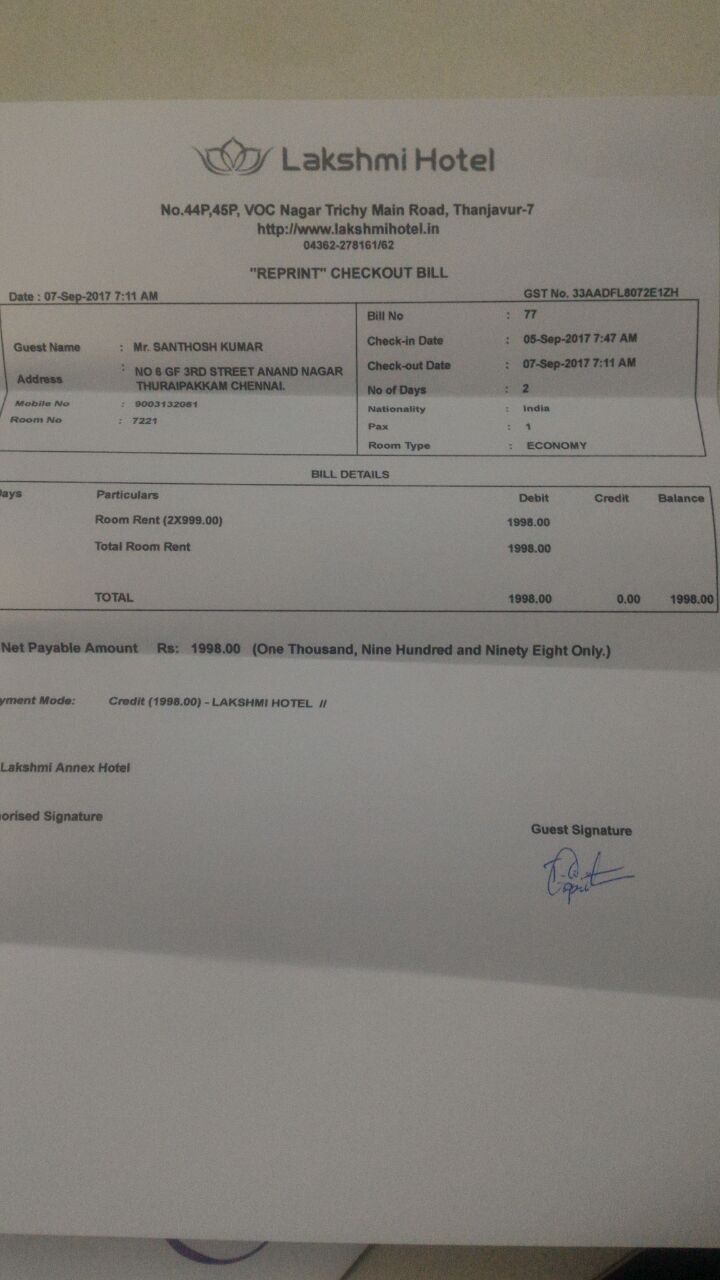 Lakshmi Hotel
No.44P,45P, VOC Nagar Trichy Main Road, Thanjavur-7
http://www.lakshmihotel.in
04362-278161/62
"REPRINT" CHECKOUT BILL
Date : 07-Sep-2017 7:11 AM GST No. 33AADFL8072E1ZH
Guest Name : Mr. SANTHOSH KUMAR
Address : NO 6 GF 3RD STREET ANAND NAGAR
THURAIPAKKAM CHENNAI.
Mobile No : 9003132081
Room No : 7221
Bill No : 77
Check-in Date : 05-Sep-2017 7:47 AM
Check-out Date : 07-Sep-2017 7:11 AM
No of Days : 2
Nationality : India
Pax : 1
Room Type : ECONOMY
BILL DETAILS
ays Particulars Debit Credit Balance
Room Rent (2X999.00) 1998.00
Total Room Rent 1998.00
TOTAL 1998.00 0.00 1998.00
Net Payable Amount Rs: 1998.00 (One Thousand, Nine Hundred and Ninety Eight Only.)
yment Mode: Credit (1998.00) - LAKSHMI HOTEL //
Lakshmi Annex Hotel
orised Signature
Guest Signature